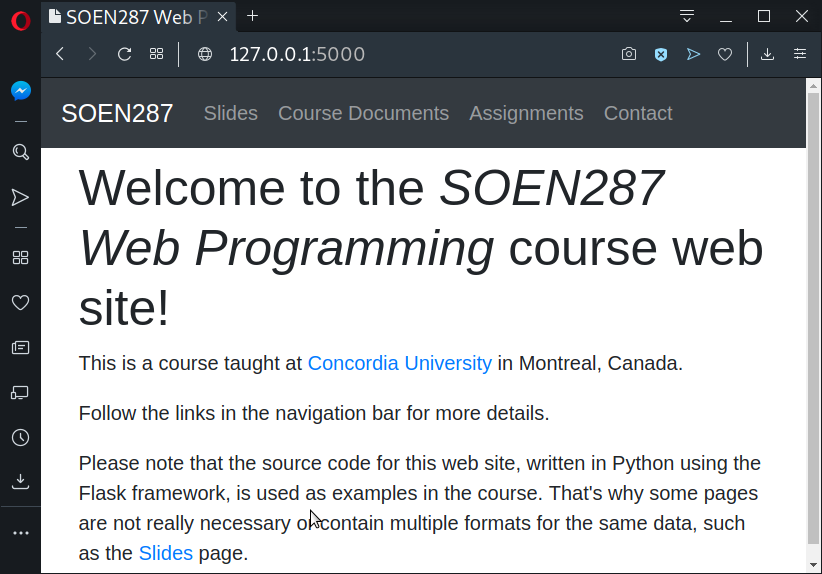 SOEN287 Web P
127.0.0.1:5000
SOEN287 Slides Course Documents Assignments Contact
Welcome to the SOEN287
Web Programming course web
site!
This is a course taught at Concordia University in Montreal, Canada.
Follow the links in the navigation bar for more details.
Please note that the source code for this web site, written in Python using the
Flask framework, is used as examples in the course. That's why some pages
are not really necessary or contain multiple formats for the same data, such
as the Slides page.